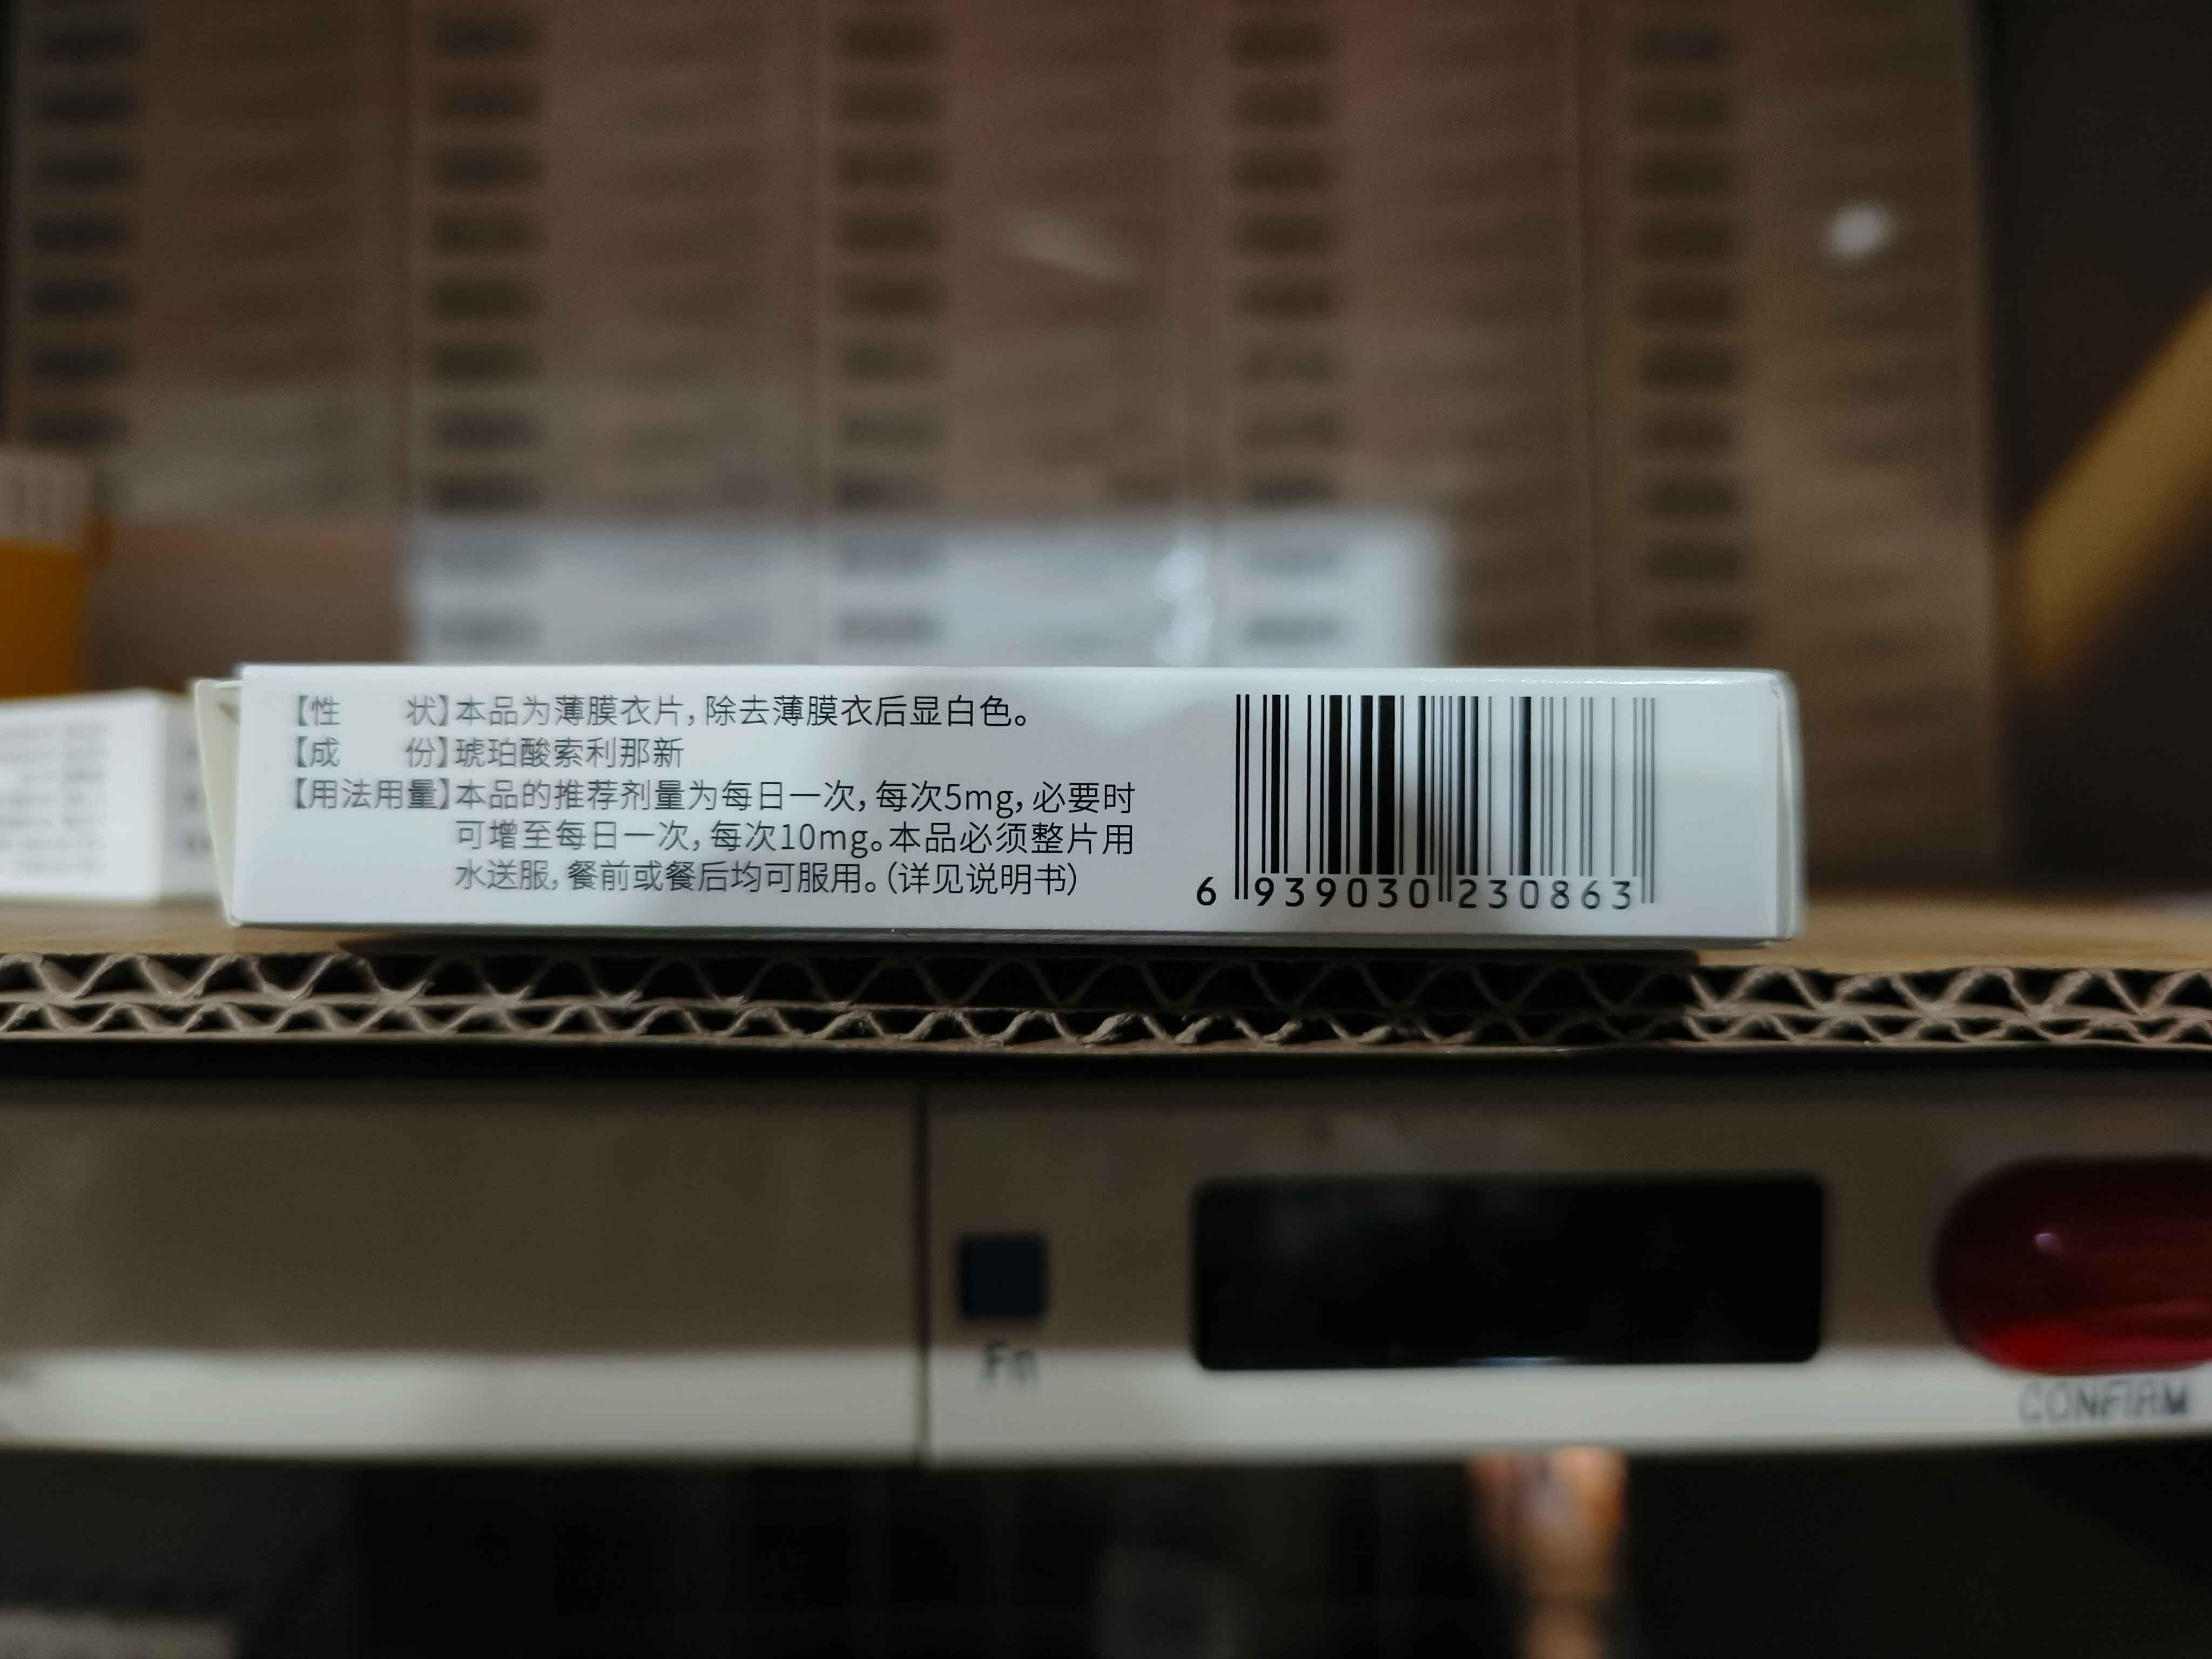 【性　　状】本品为薄膜衣片，除去薄膜衣后显白色。
【成　　份】琥珀酸索利那新
【用法用量】本品的推荐剂量为每日一次，每次5mg，必要时
可增至每日一次，每次10mg。本品必须整片用
水送服，餐前或餐后均可服用。（详见说明书）
6 939030 230863
Fn
CONFIRM